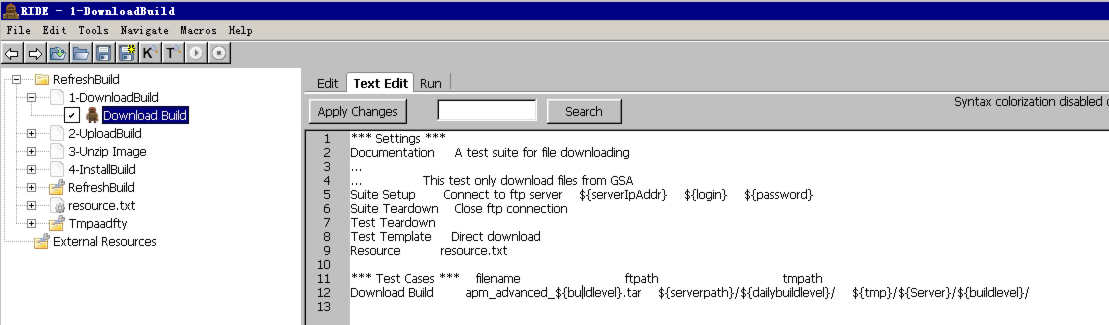 RIDE - 1-DownloadBuild
File Edit Tools Navigate Macros Help
K T
RefreshBuild
1-DownloadBuild
Download Build
2-UploadBuild
3-Unzip Image
4-InstallBuild
RefreshBuild
resource.txt
Tmpaadfty
External Resources
Edit Text Edit Run
Apply Changes Search Syntax colorization disabled
1 *** Settings ***
2 Documentation A test suite for file downloading
3 ...
4 ... This test only download files from GSA
5 Suite Setup Connect to ftp server ${serverIpAddr} ${login} ${password}
6 Suite Teardown Close ftp connection
7 Test Teardown
8 Test Template Direct download
9 Resource resource.txt
10
11 *** Test Cases *** filename ftpath tmpath
12 Download Build apm_advanced_${buildlevel}.tar ${serverpath}/${dailybuildlevel}/ ${tmp}/${Server}/${buildlevel}/
13